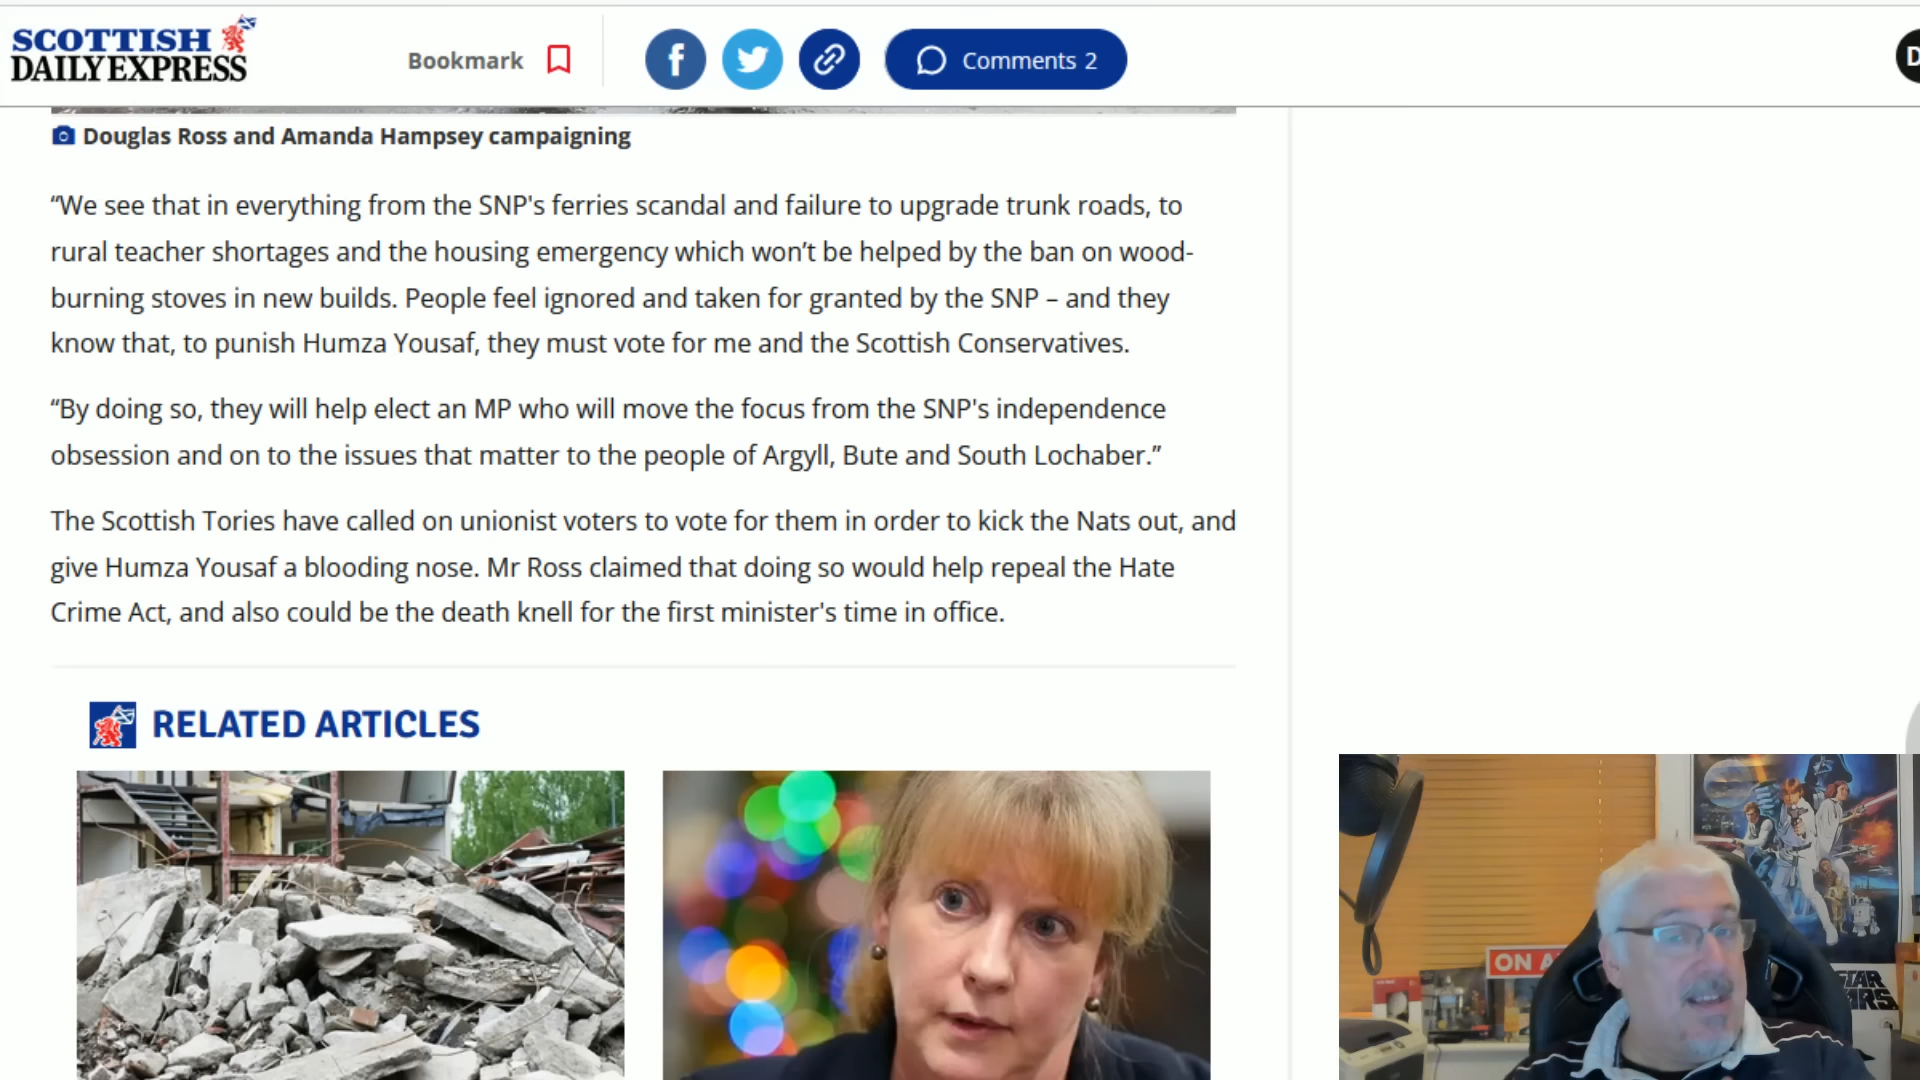 SCOTTISH
DAILY EXPRESS
Bookmark
Comments 2
D
Douglas Ross and Amanda Hampsey campaigning
“We see that in everything from the SNP's ferries scandal and failure to upgrade trunk roads, to
rural teacher shortages and the housing emergency which won’t be helped by the ban on wood-
burning stoves in new builds. People feel ignored and taken for granted by the SNP – and they
know that, to punish Humza Yousaf, they must vote for me and the Scottish Conservatives.
“By doing so, they will help elect an MP who will move the focus from the SNP's independence
obsession and on to the issues that matter to the people of Argyll, Bute and South Lochaber.”
The Scottish Tories have called on unionist voters to vote for them in order to kick the Nats out, and
give Humza Yousaf a blooding nose. Mr Ross claimed that doing so would help repeal the Hate
Crime Act, and also could be the death knell for the first minister's time in office.
RELATED ARTICLES
ON A
STAR
WARS